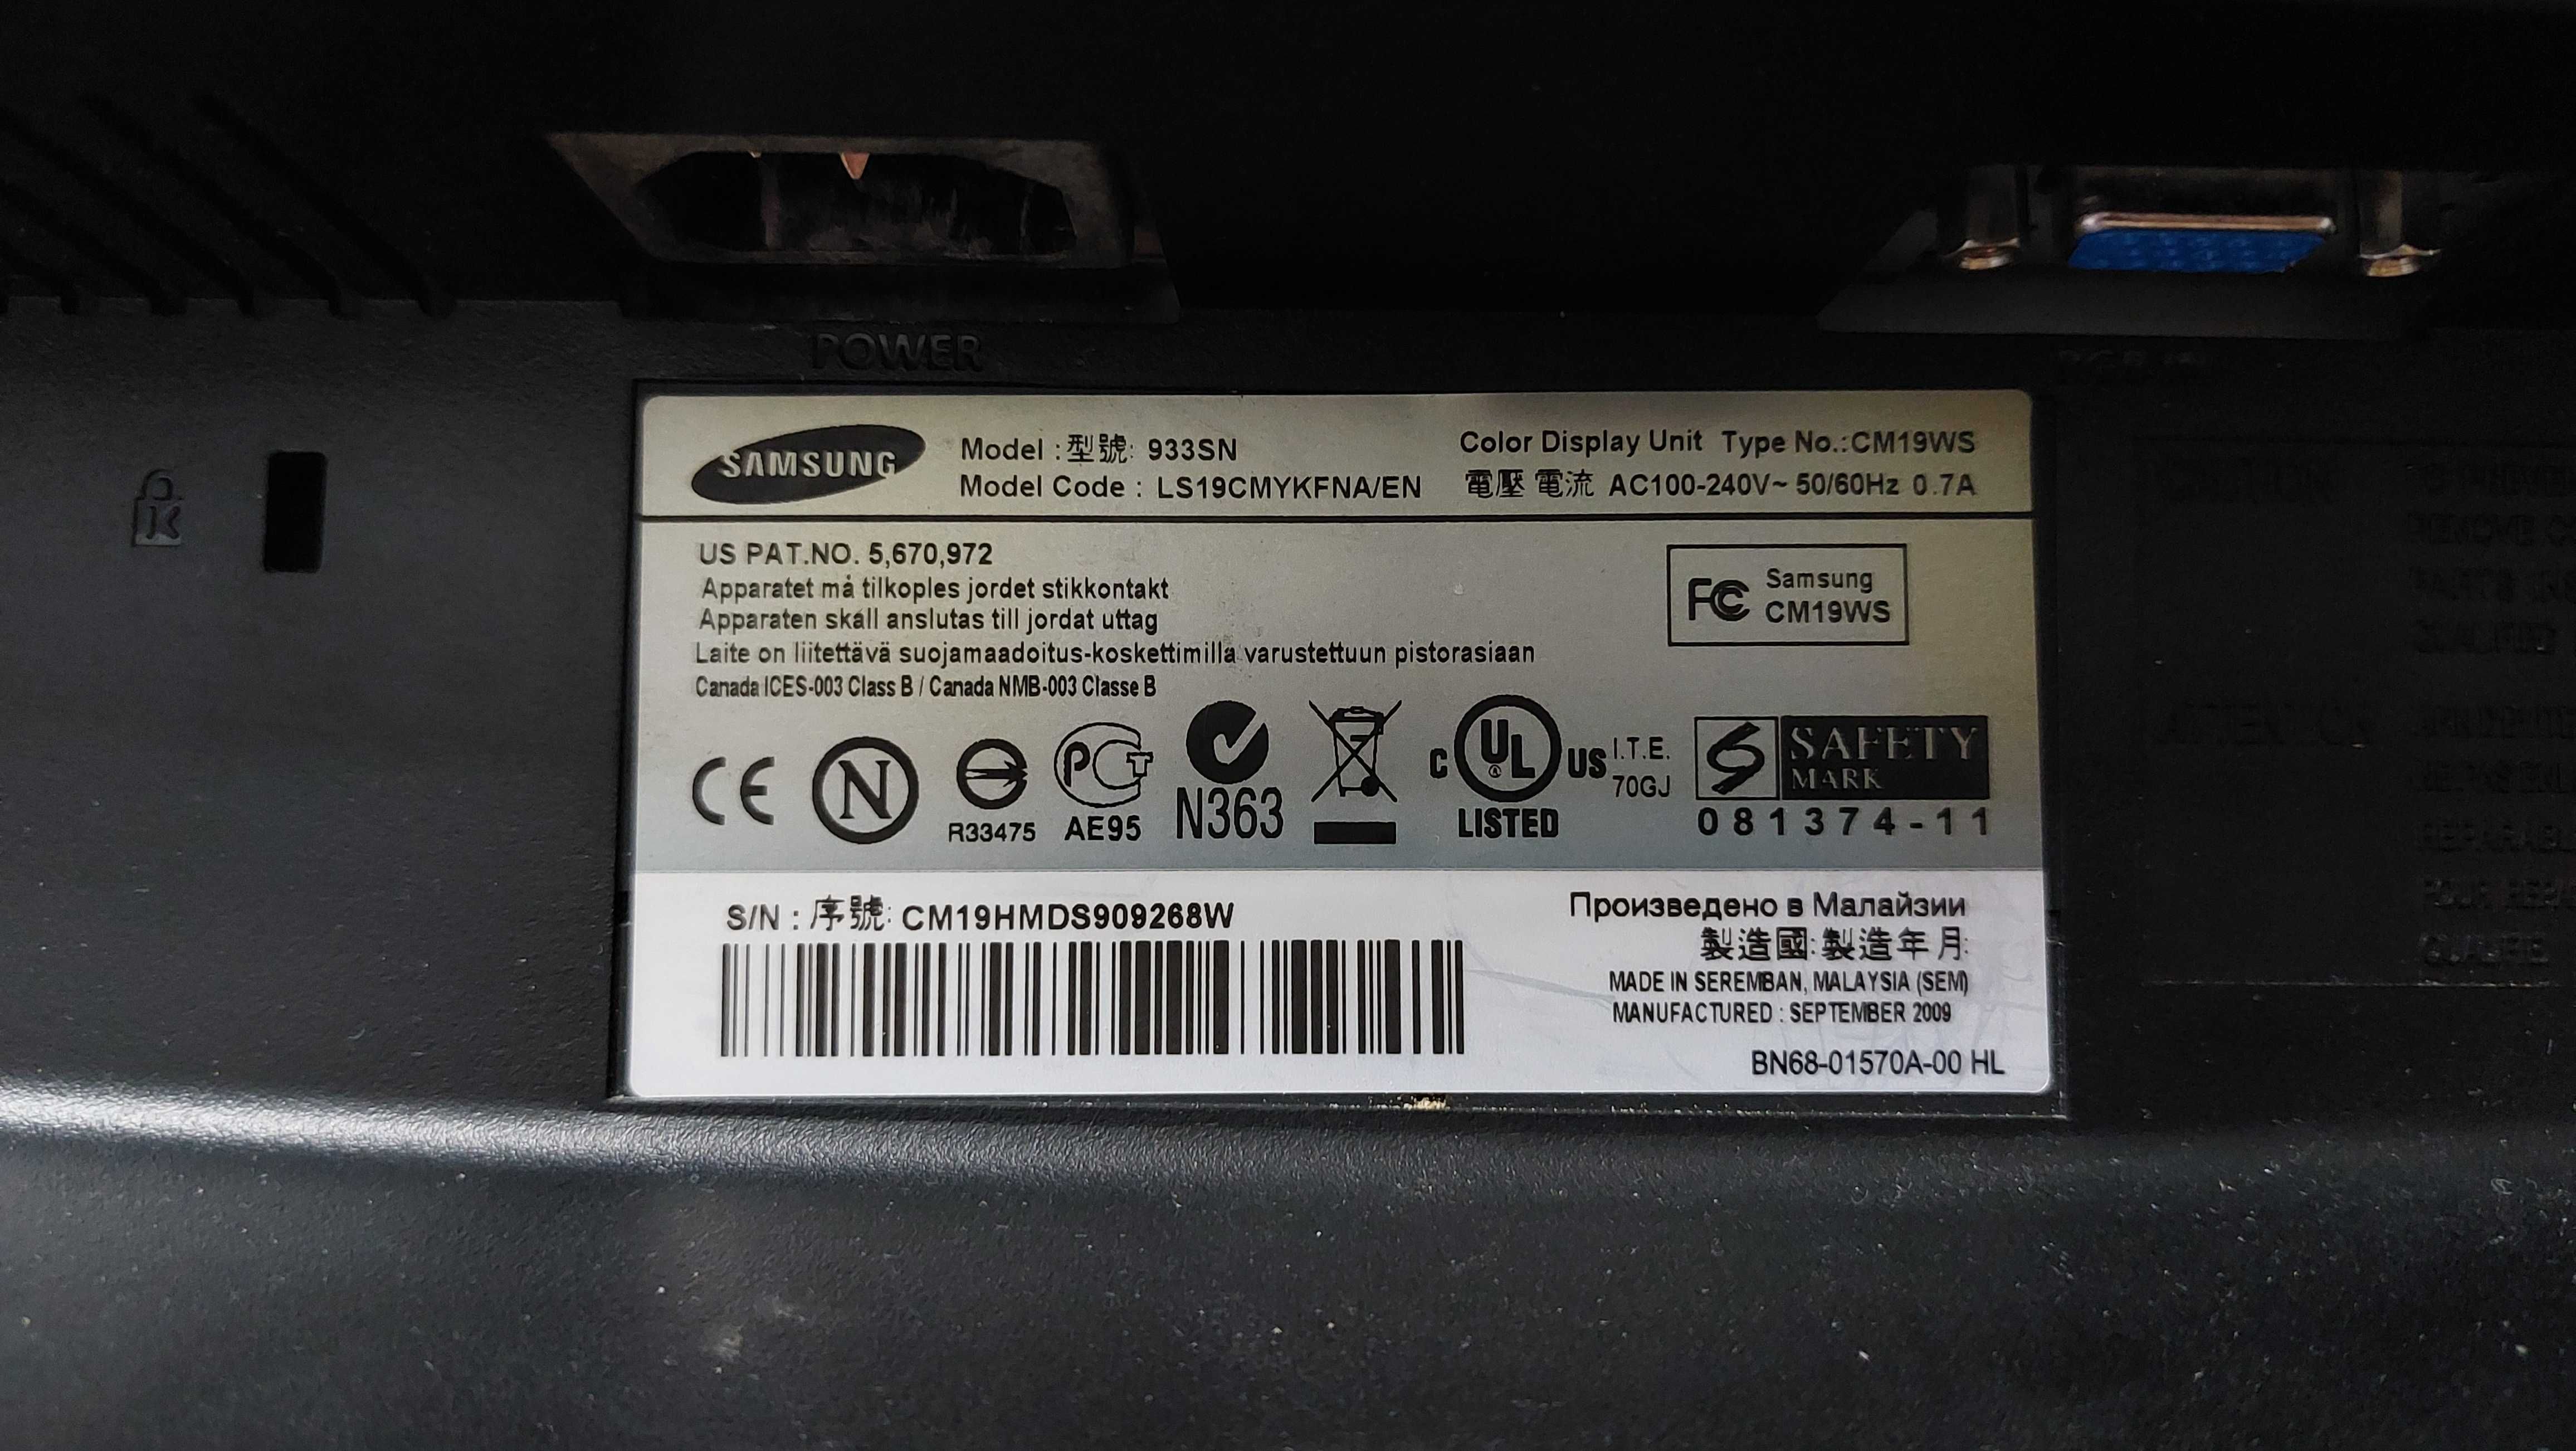 POWER
SAMSUNG
Model :型號: 933SN
Model Code : LS19CMYKFNA/EN
Color Display Unit Type No.:CM19WS
電壓 電流 AC100-240V~ 50/60Hz 0.7A
US PAT.NO. 5,670,972
Apparatet må tilkoples jordet stikkontakt
Apparaten skall anslutas till jordat uttag
Laite on liitettävä suojamaadoitus-koskettimilla varustettuun pistorasiaan
Canada ICES-003 Class B / Canada NMB-003 Classe B
FC Samsung
CM19WS
CE
N
R33475
PCT
AE95
N363
C UL US
LISTED
I.T.E.
70GJ
S SAFETY
MARK
081374-11
S/N : 序號: CM19HMDS909268W
Произведено в Малайзии
製造國:製造年月:
MADE IN SEREMBAN, MALAYSIA (SEM)
MANUFACTURED : SEPTEMBER 2009
BN68-01570A-00 HL